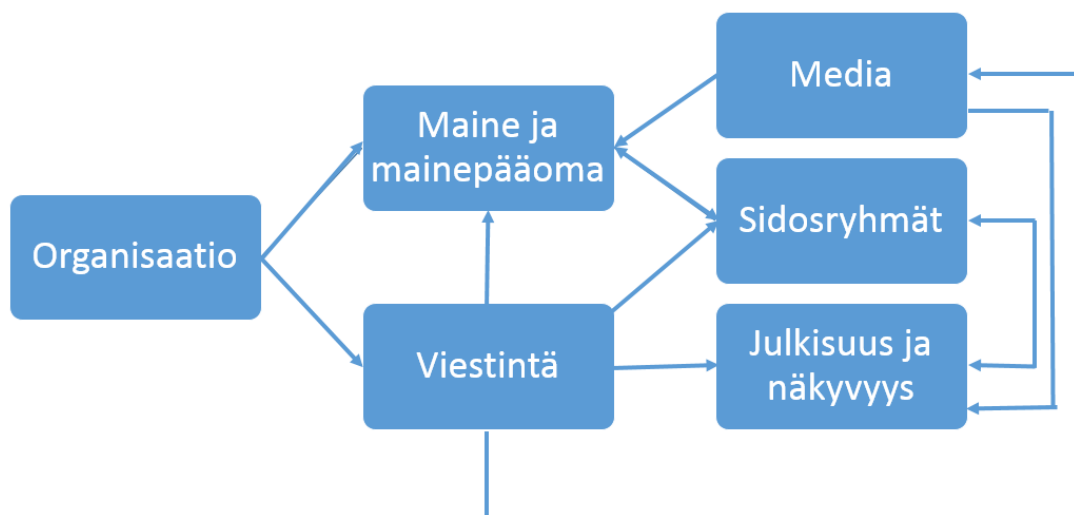 Organisaatio
Maine ja
mainepääoma
Viestintä
Media
Sidosryhmät
Julkisuus ja
näkyvyys